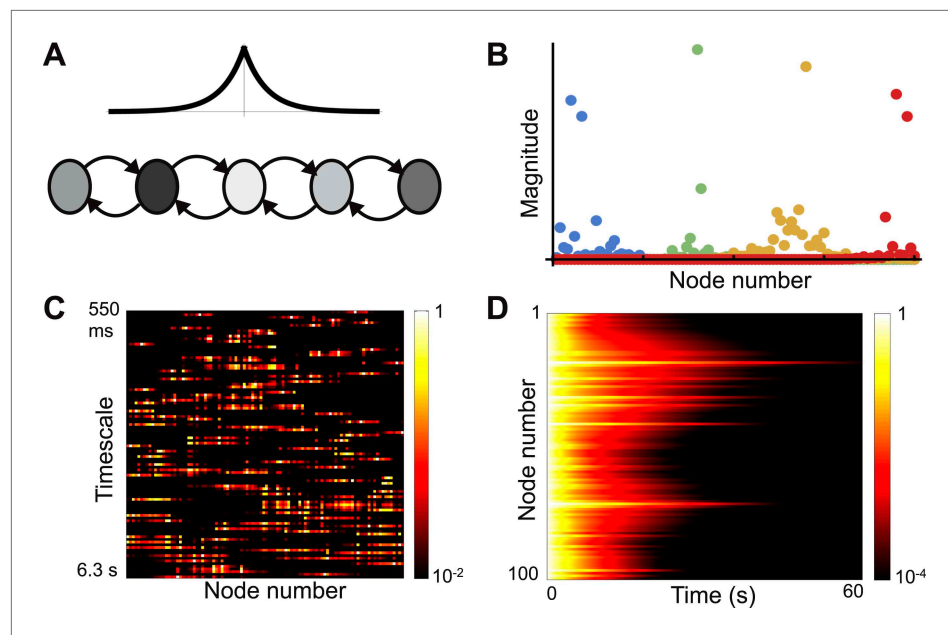 A
B
Magnitude
Node number
C
550
ms
Timescale
6.3 s
Node number
1
10-2
D
1
Node number
100
0
Time (s)
60
1
10-4